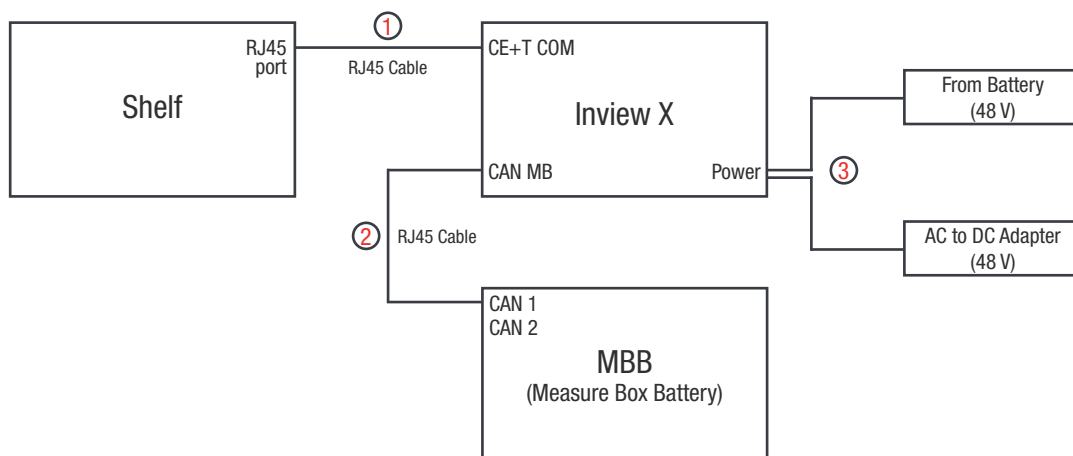 1
RJ45
port
CE+T COM
RJ45 Cable
Shelf
Inview X
From Battery
(48 V)
CAN MB
Power
3
2
RJ45 Cable
AC to DC Adapter
(48 V)
CAN 1
CAN 2
MBB
(Measure Box Battery)